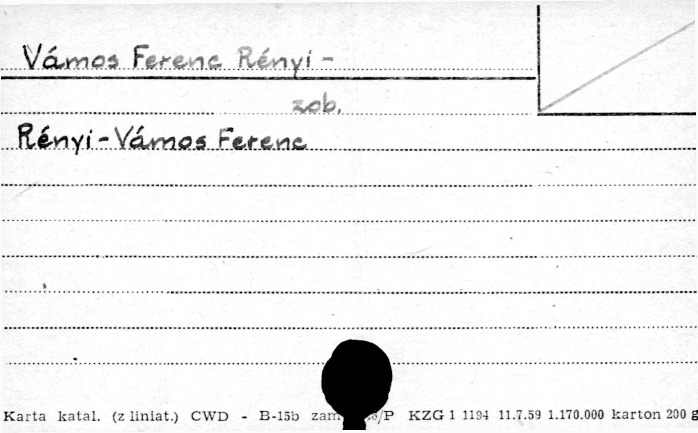 Vámos Ferenc Rényi -
zob.
Rényi - Vámos Ferenc
Karta katal. (z liniat.) CWD - B-15b zam /P KZG 1 1194 11.7.59 1.170.000 karton 200 g